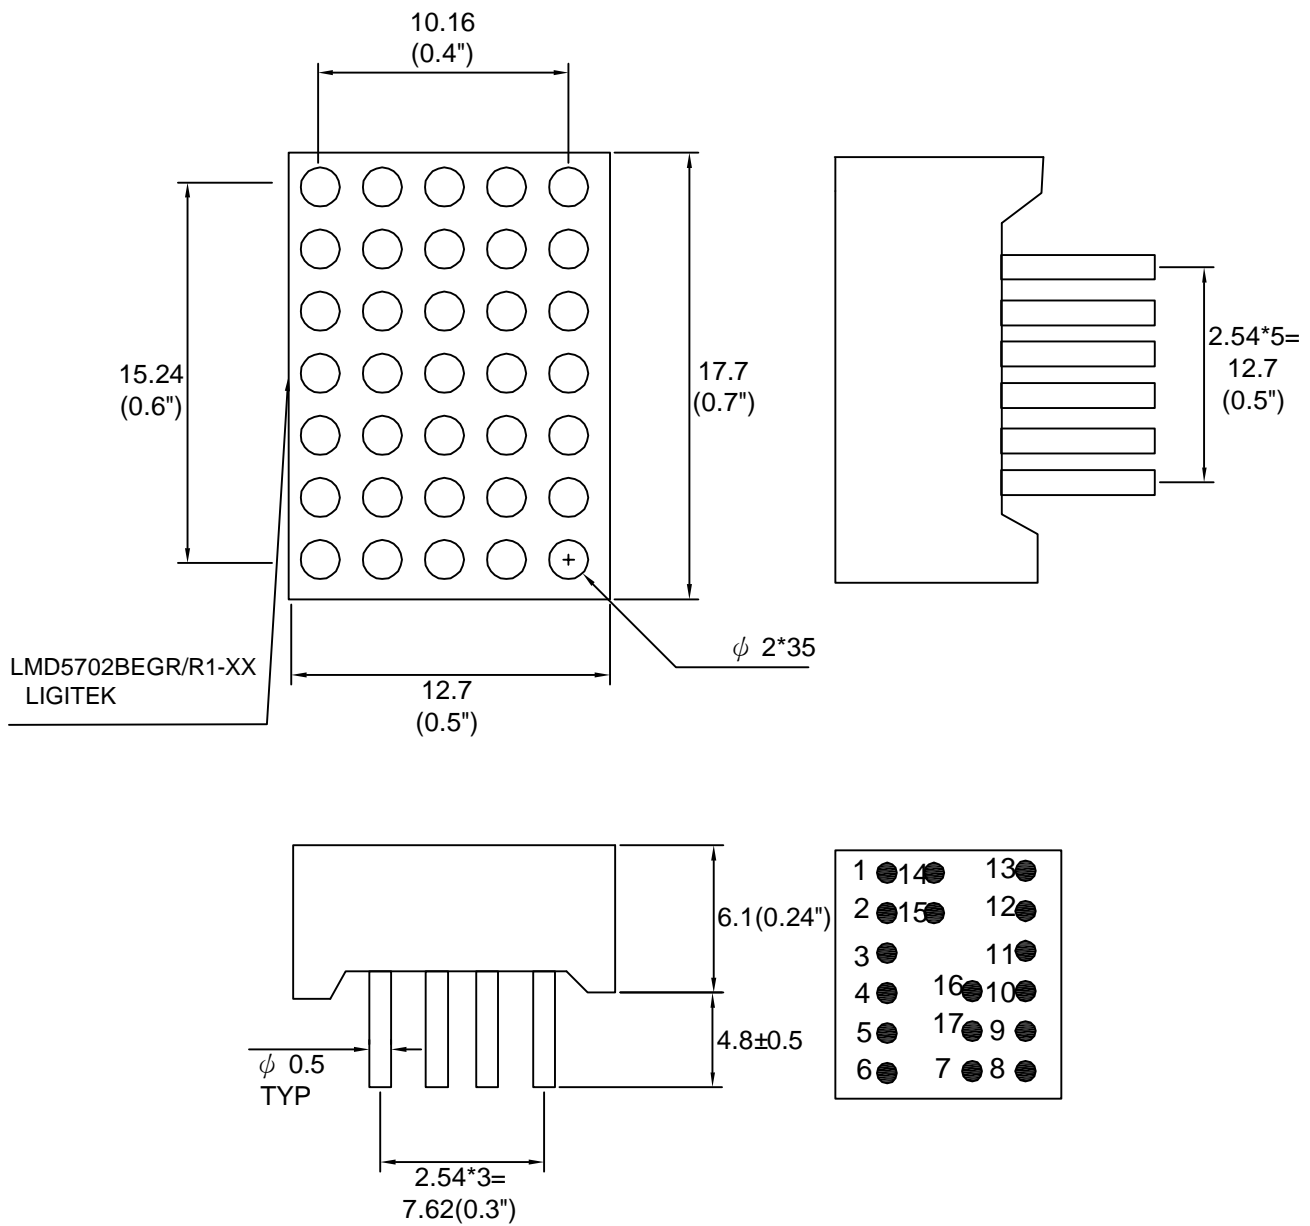 10.16
(0.4")
15.24
(0.6")
17.7
(0.7")
2.54*5=
12.7
(0.5")
LMD5702BEGR/R1-XX
LIGITEK
ϕ 2*35
12.7
(0.5")
6.1(0.24")
4.8±0.5
ϕ 0.5
TYP
2.54*3=
7.62(0.3")
1 14 13
2 15 12
3 11
4 16 10
5 17 9
6 7 8